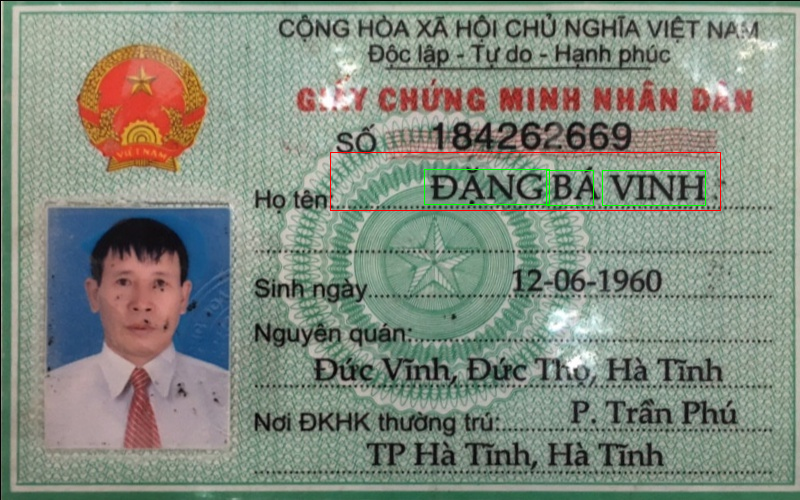 CỘNG HÒA XÃ HỘI CHỦ NGHĨA VIỆT NAM
Độc lập - Tự do - Hạnh phúc
GIẤY CHỨNG MINH NHÂN DÂN
SỐ 184262669
Họ tên: ĐẶNG BÁ VINH
Sinh ngày 12-06-1960
Nguyên quán:
Đức Vĩnh, Đức Thọ, Hà Tĩnh
Nơi ĐKHK thường trú: P. Trần Phú
TP Hà Tĩnh, Hà Tĩnh
VIỆT NAM